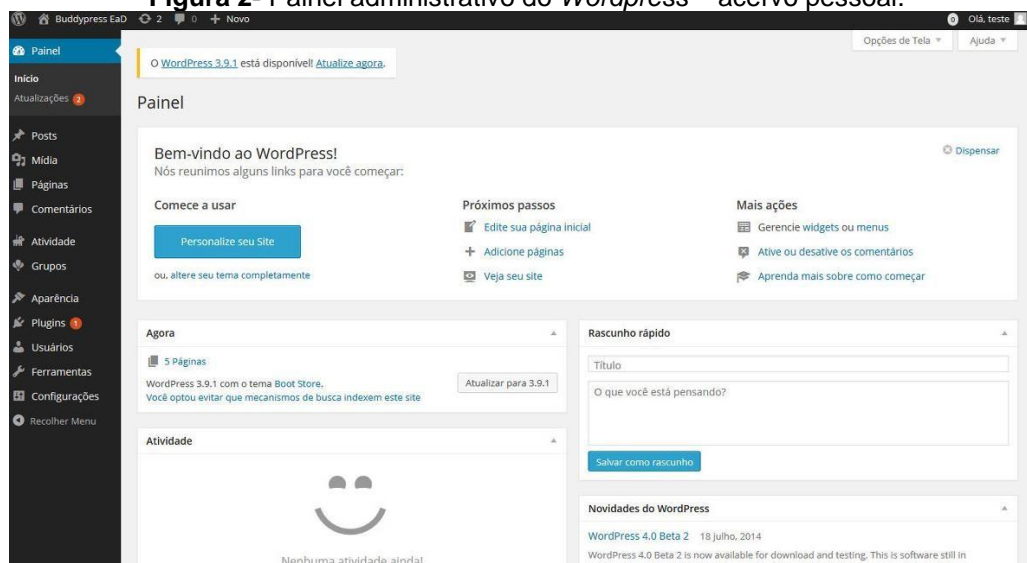 Figura 2- Painel administrativo do Wordpress – acervo pessoal.
Buddypress EaD 2 0 + Novo 0 Olá, teste
Opções de Tela Ajuda
Painel
Início
Atualizações 2
Posts
Mídia
Páginas
Comentários
Atividade
Grupos
Aparência
Plugins 1
Usuários
Ferramentas
Configurações
Recolher Menu
O WordPress 3.9.1 está disponível! Atualize agora.
Painel
Bem-vindo ao WordPress!
Dispensar
Nós reunimos alguns links para você começar:
Comece a usar
Personalize seu Site
ou, altere seu tema completamente
Próximos passos
Edite sua página inicial
Adicione páginas
Veja seu site
Mais ações
Gerencie widgets ou menus
Ative ou desative os comentários
Aprenda mais sobre como começar
Agora
5 Páginas
WordPress 3.9.1 com o tema Boot Store.
Atualizar para 3.9.1
Você optou evitar que mecanismos de busca indexem este site
Atividade
Nenhuma atividade ainda!
Rascunho rápido
Título
O que você está pensando?
Salvar como rascunho
Novidades do WordPress
WordPress 4.0 Beta 2 18 julho, 2014
WordPress 4.0 Beta 2 is now available for download and testing. This is software still in